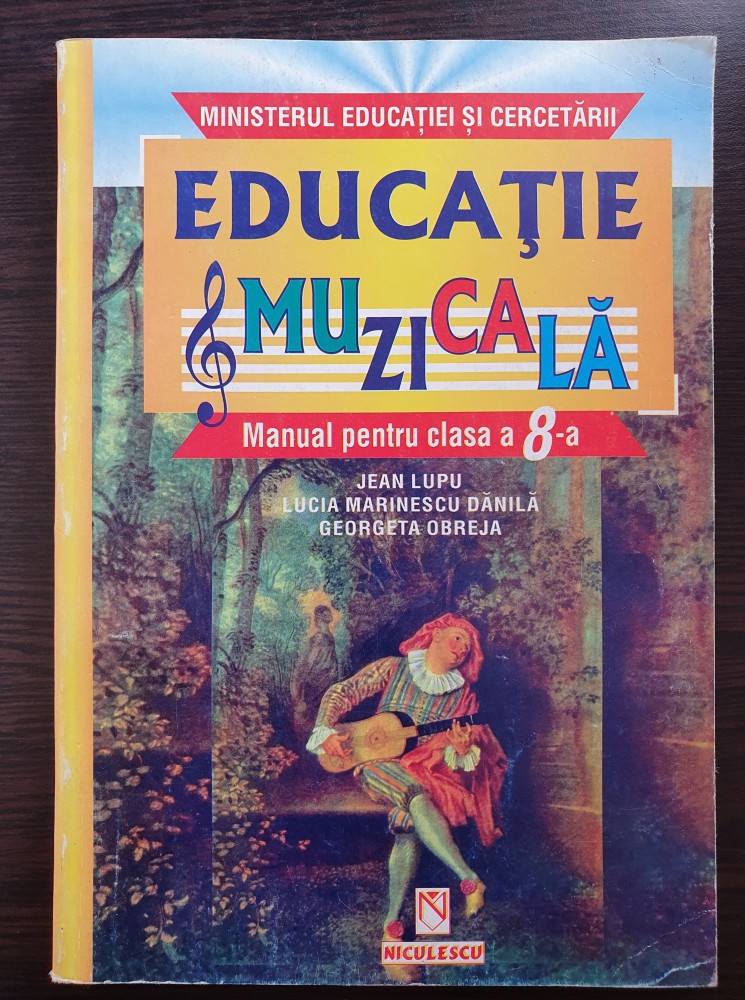 MINISTERUL EDUCAȚIEI ȘI CERCETĂRII
EDUCAȚIE
MUZICALĂ
Manual pentru clasa a 8-a
JEAN LUPU
LUCIA MARINESCU DĂNILĂ
GEORGETA OBREJA
N
NICULESCU